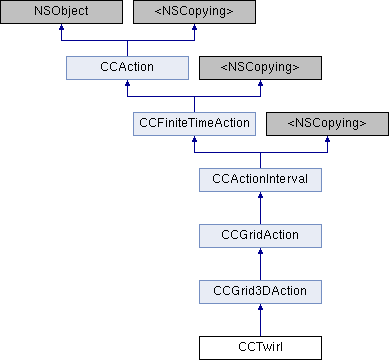 NSObject
<NSCopying>
CCAction
<NSCopying>
CCFiniteTimeAction
<NSCopying>
CCActionInterval
CCGridAction
CCGrid3DAction
CCTwirl